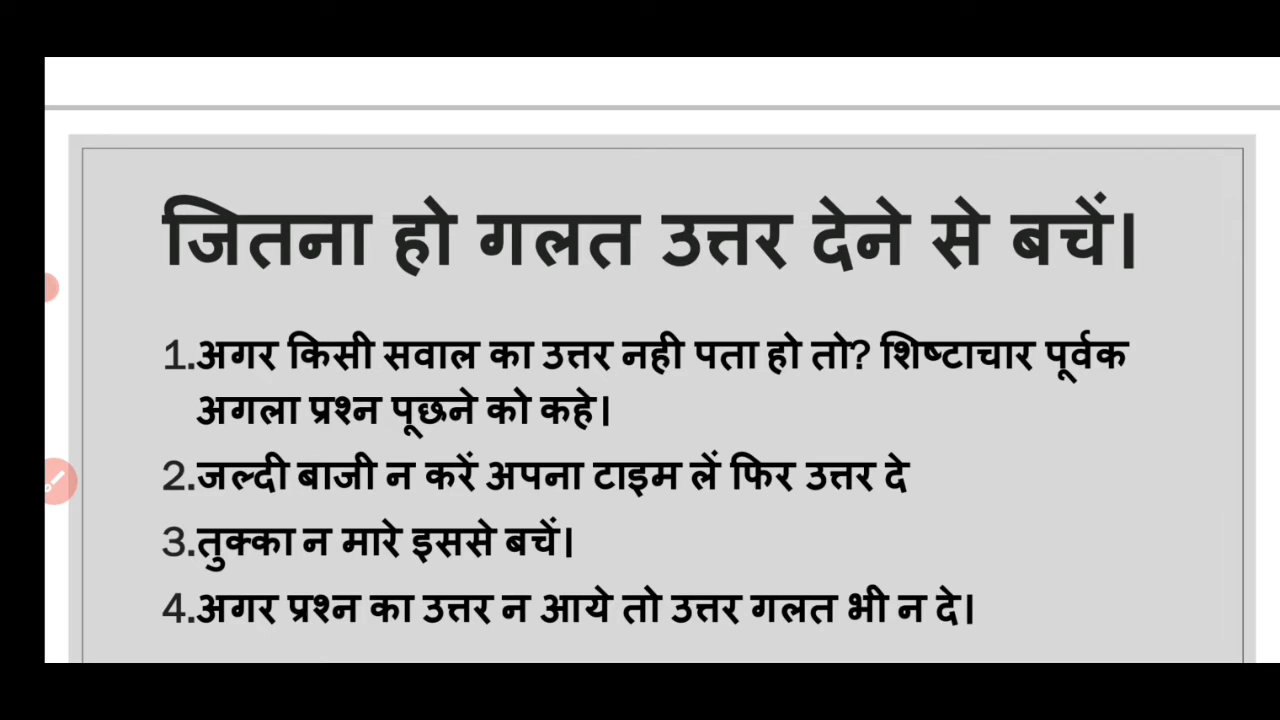 जितना हो गलत उत्तर देने से बचें।
1.अगर किसी सवाल का उत्तर नही पता हो तो? शिष्टाचार पूर्वक
अगला प्रश्न पूछने को कहे।
2.जल्दी बाजी न करें अपना टाइम लें फिर उत्तर दे
3.तुक्का न मारे इससे बचें।
4.अगर प्रश्न का उत्तर न आये तो उत्तर गलत भी न दे।